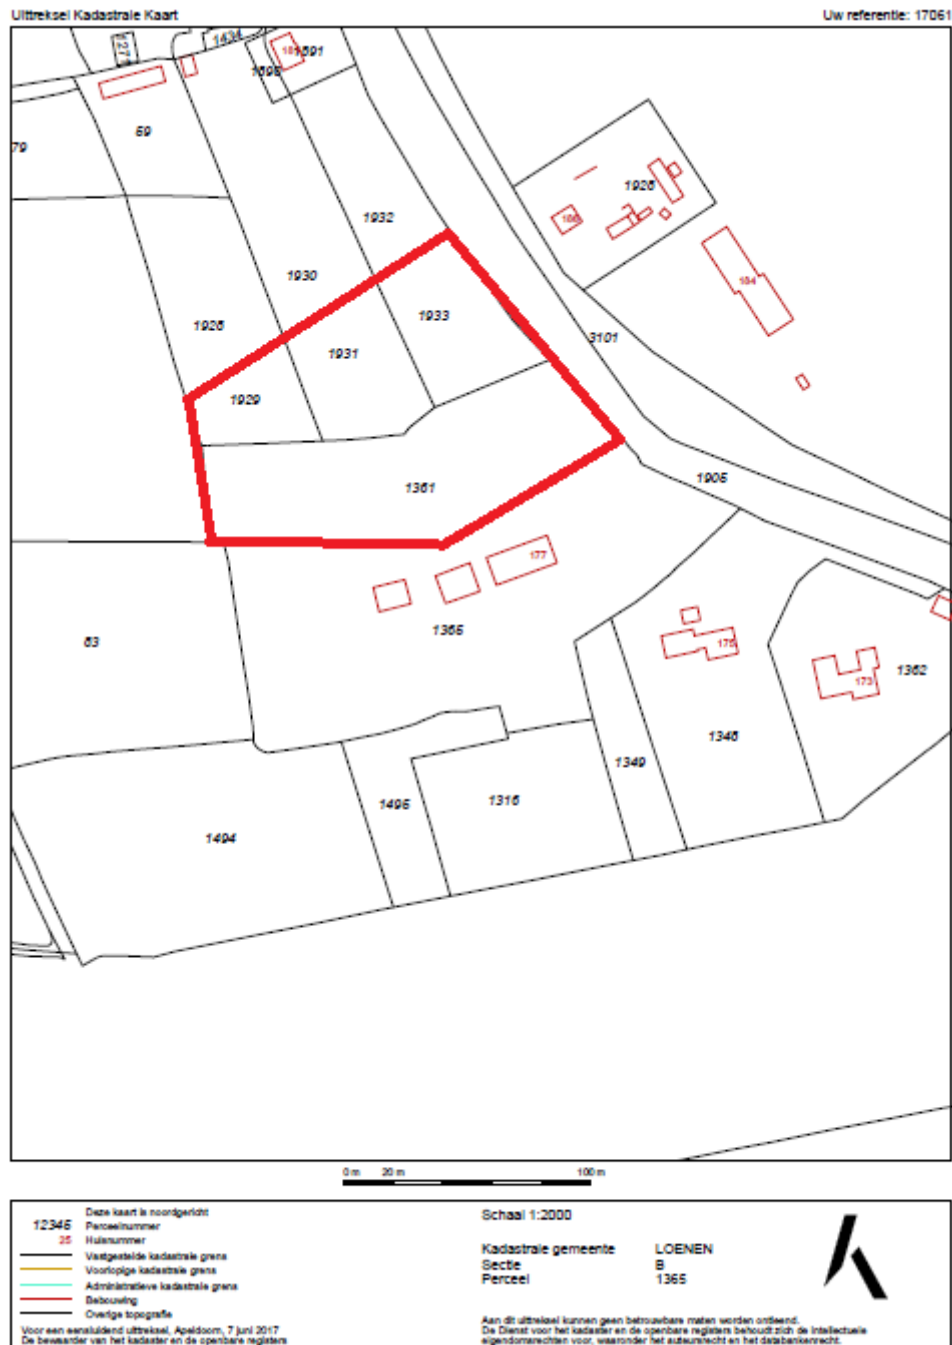 Uittreksel Kadastrale Kaart
Uw referentie: 17061
1434
1691
1690
69
79
1932
1926
186
184
1930
1933
3101
1928
1931
1929
1361
1905
177
1365
63
175
173
1362
1348
1349
1495
1316
1494
0 m 20 m 100 m
Deze kaart is noordgericht
12345 Perceelnummer
25 Huisnummer
Vastgestelde kadastrale grens
Voorlopige kadastrale grens
Administratieve kadastrale grens
Bebouwing
Overige topografie
Voor een eensluidend uittreksel, Apeldoorn, 7 juni 2017
De bewaarder van het kadaster en de openbare registers
Schaal 1:2000
Kadastrale gemeente LOENEN
Sectie B
Perceel 1365
Aan dit uittreksel kunnen geen betrouwbare maten worden ontleend.
De Dienst voor het kadaster en de openbare registers behoudt zich de intellectuele
eigendomsrechten voor, waaronder het auteursrecht en het databankenrecht.